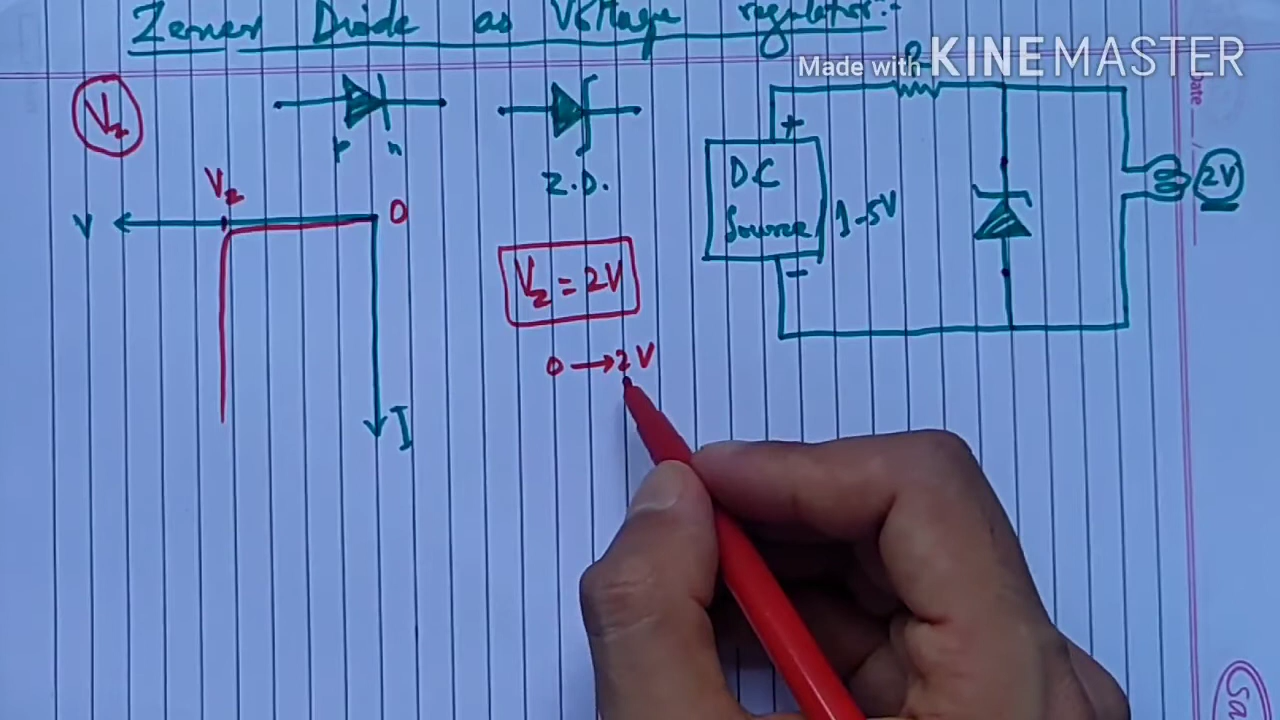 Zener Diode as Voltage regulator:-
Made with KINEMASTER
Vz
P n
Z.D.
R
+
D.C
Source
1-5V
-
2V
Vz
V
0
I
Vz = 2V
0 → 2V
Date